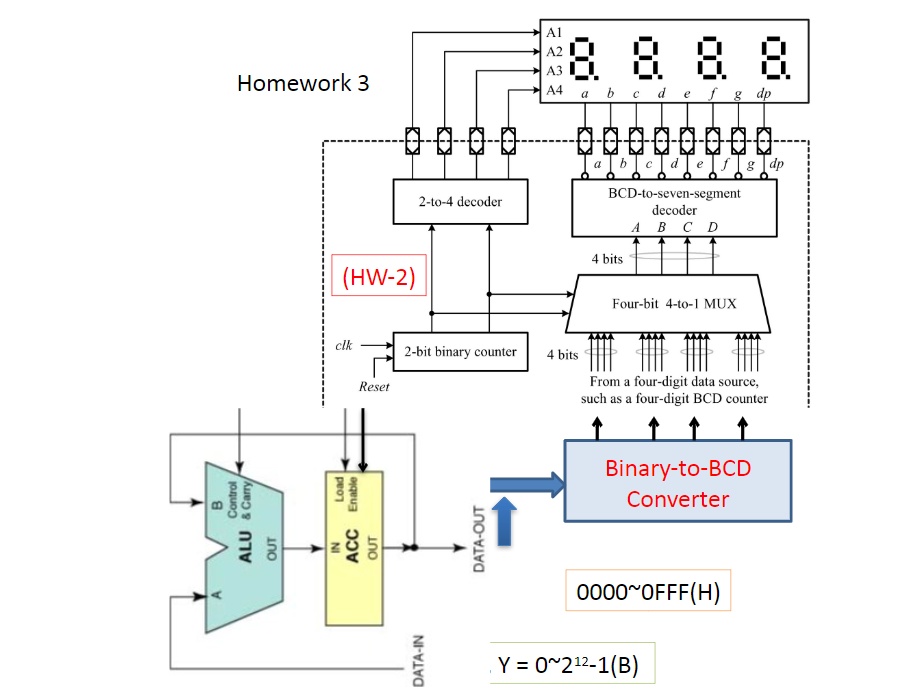 Homework 3
A1
A2
A3
A4
a b c d e f g dp
a b c d e f g dp
2-to-4 decoder
BCD-to-seven-segment
decoder
A B C D
4 bits
(HW-2)
Four-bit 4-to-1 MUX
clk
2-bit binary counter
4 bits
Reset
From a four-digit data source,
such as a four-digit BCD counter
Binary-to-BCD
Converter
B
Control
& Carry
ALU
OUT
A
Load
Enable
IN
ACC
OUT
DATA-OUT
DATA-IN
0000~0FFF(H)
Y = 0~2¹²-1(B)